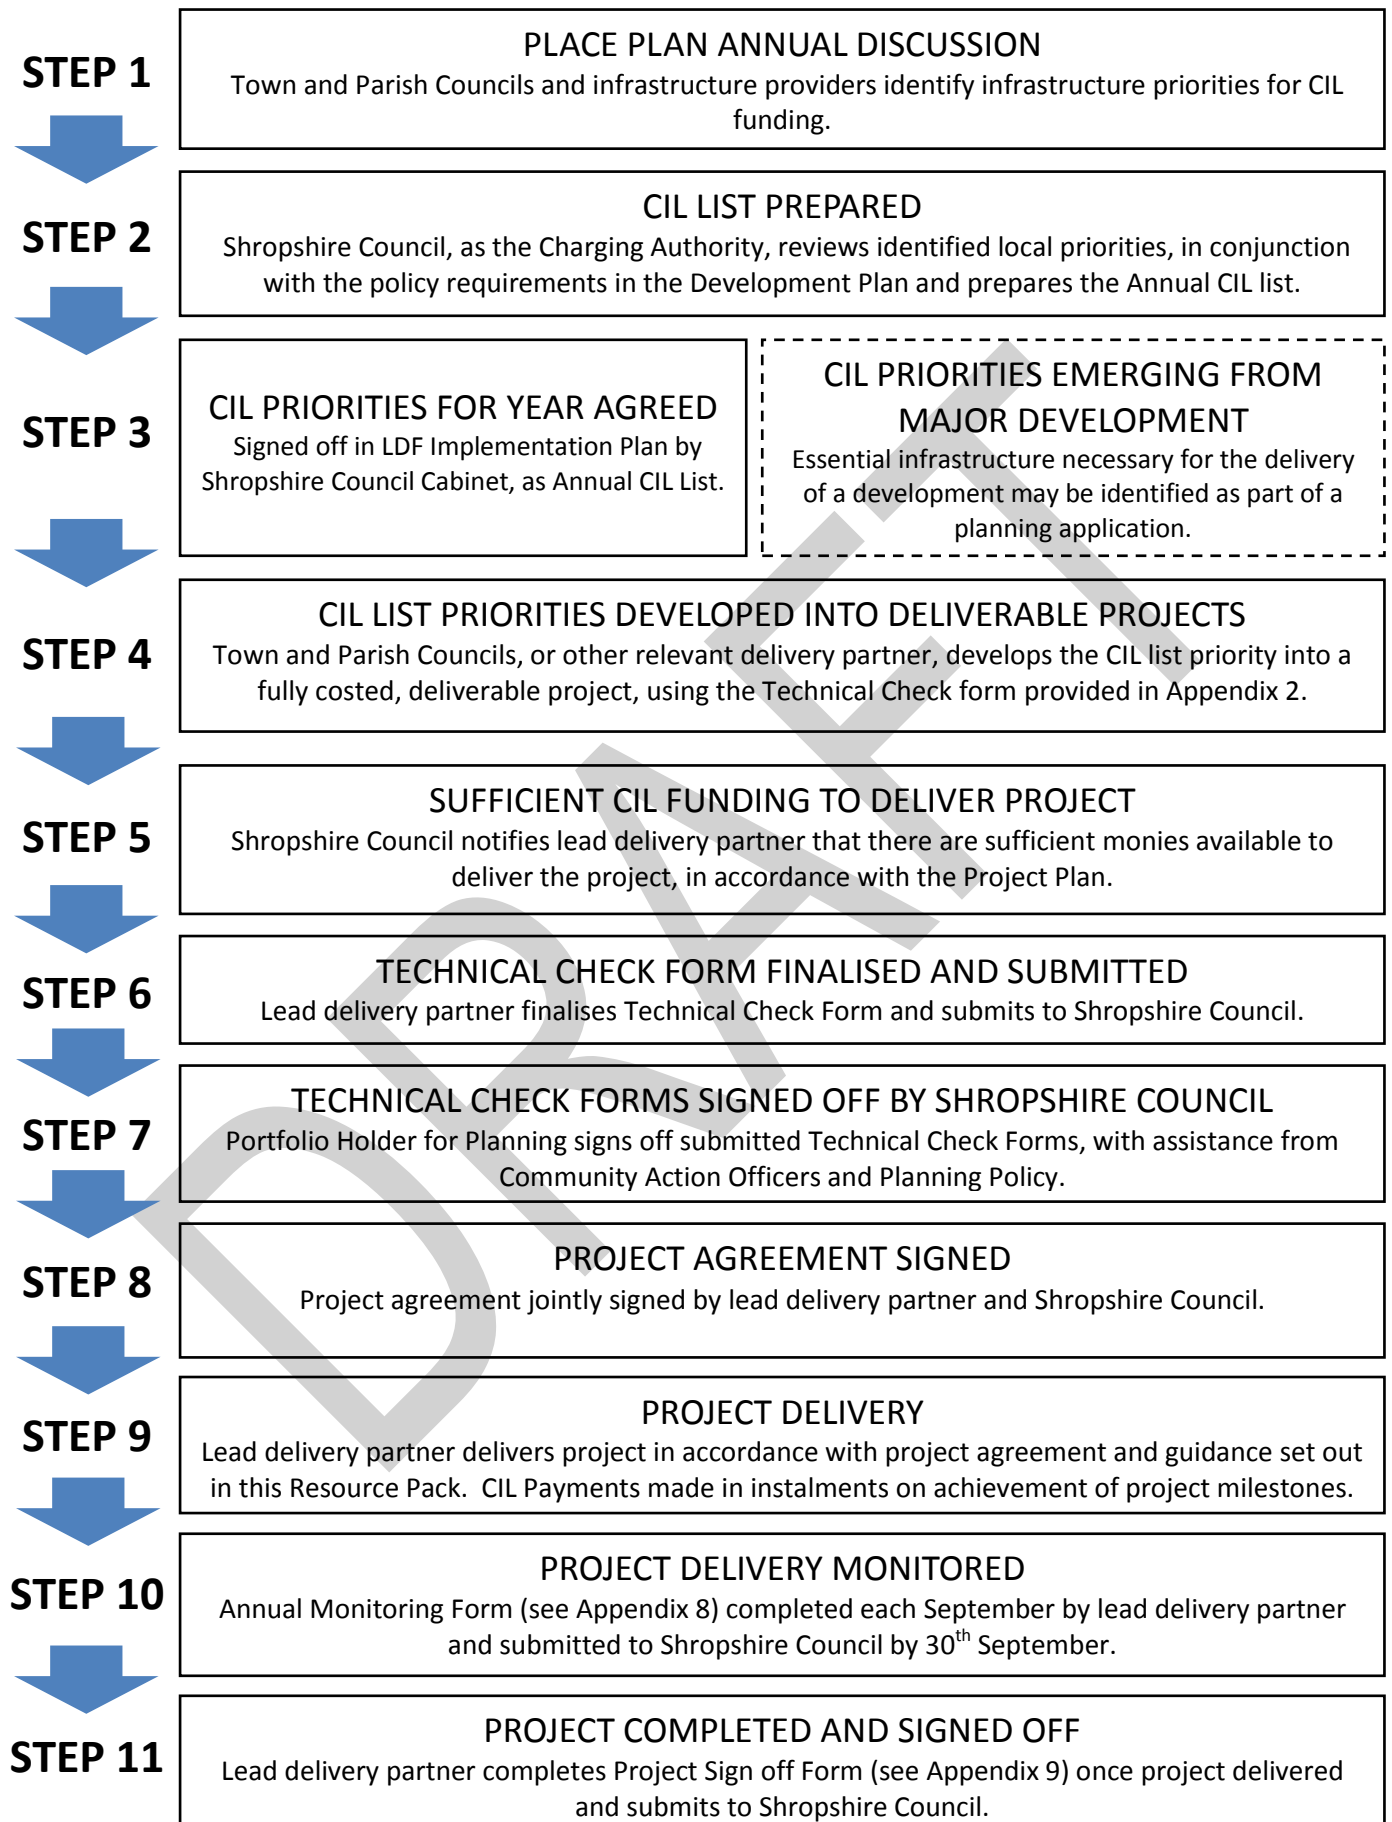 STEP 1
PLACE PLAN ANNUAL DISCUSSION
Town and Parish Councils and infrastructure providers identify infrastructure priorities for CIL
funding.
STEP 2
CIL LIST PREPARED
Shropshire Council, as the Charging Authority, reviews identified local priorities, in conjunction
with the policy requirements in the Development Plan and prepares the Annual CIL list.
STEP 3
CIL PRIORITIES FOR YEAR AGREED
Signed off in LDF Implementation Plan by
Shropshire Council Cabinet, as Annual CIL List.
CIL PRIORITIES EMERGING FROM
MAJOR DEVELOPMENT
Essential infrastructure necessary for the delivery
of a development may be identified as part of a
planning application.
STEP 4
CIL LIST PRIORITIES DEVELOPED INTO DELIVERABLE PROJECTS
Town and Parish Councils, or other relevant delivery partner, develops the CIL list priority into a
fully costed, deliverable project, using the Technical Check form provided in Appendix 2.
STEP 5
SUFFICIENT CIL FUNDING TO DELIVER PROJECT
Shropshire Council notifies lead delivery partner that there are sufficient monies available to
deliver the project, in accordance with the Project Plan.
STEP 6
TECHNICAL CHECK FORM FINALISED AND SUBMITTED
Lead delivery partner finalises Technical Check Form and submits to Shropshire Council.
STEP 7
TECHNICAL CHECK FORMS SIGNED OFF BY SHROPSHIRE COUNCIL
Portfolio Holder for Planning signs off submitted Technical Check Forms, with assistance from
Community Action Officers and Planning Policy.
STEP 8
PROJECT AGREEMENT SIGNED
Project agreement jointly signed by lead delivery partner and Shropshire Council.
STEP 9
PROJECT DELIVERY
Lead delivery partner delivers project in accordance with project agreement and guidance set out
in this Resource Pack.  CIL Payments made in instalments on achievement of project milestones.
STEP 10
PROJECT DELIVERY MONITORED
Annual Monitoring Form (see Appendix 8) completed each September by lead delivery partner
and submitted to Shropshire Council by 30th September.
STEP 11
PROJECT COMPLETED AND SIGNED OFF
Lead delivery partner completes Project Sign off Form (see Appendix 9) once project delivered
and submits to Shropshire Council.
DRAFT